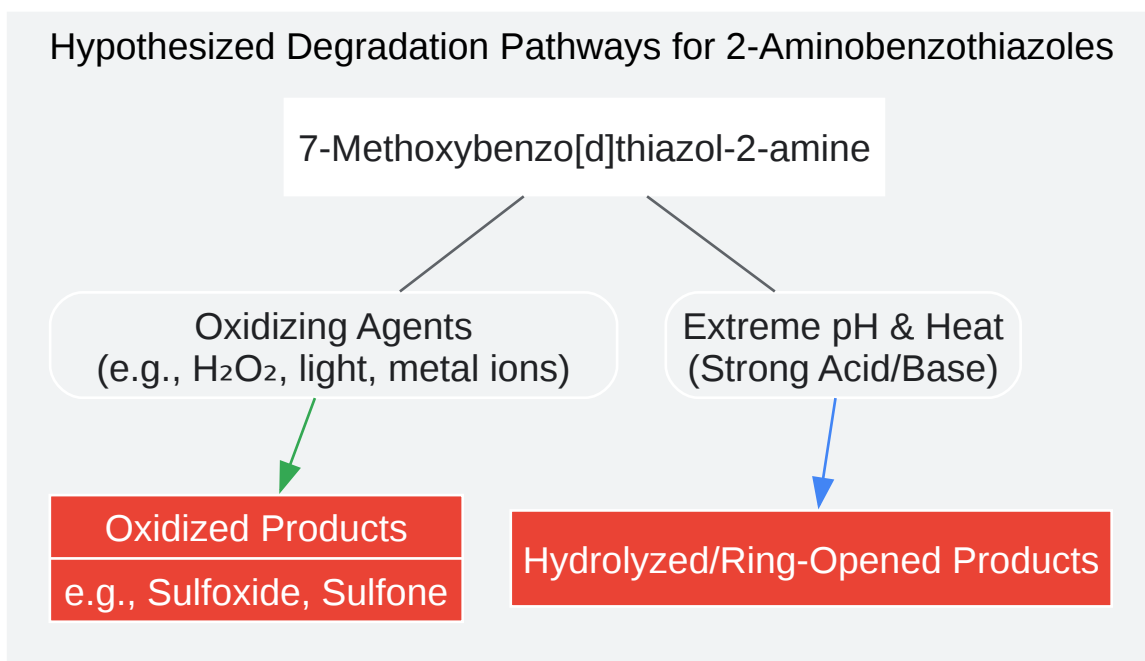 Hypothesized Degradation Pathways for 2-Aminobenzothiazoles
7-Methoxybenzo[d]thiazol-2-amine
Oxidizing Agents
(e.g., H₂O₂, light, metal ions)
Extreme pH & Heat
(Strong Acid/Base)
Oxidized Products
e.g., Sulfoxide, Sulfone
Hydrolyzed/Ring-Opened Products